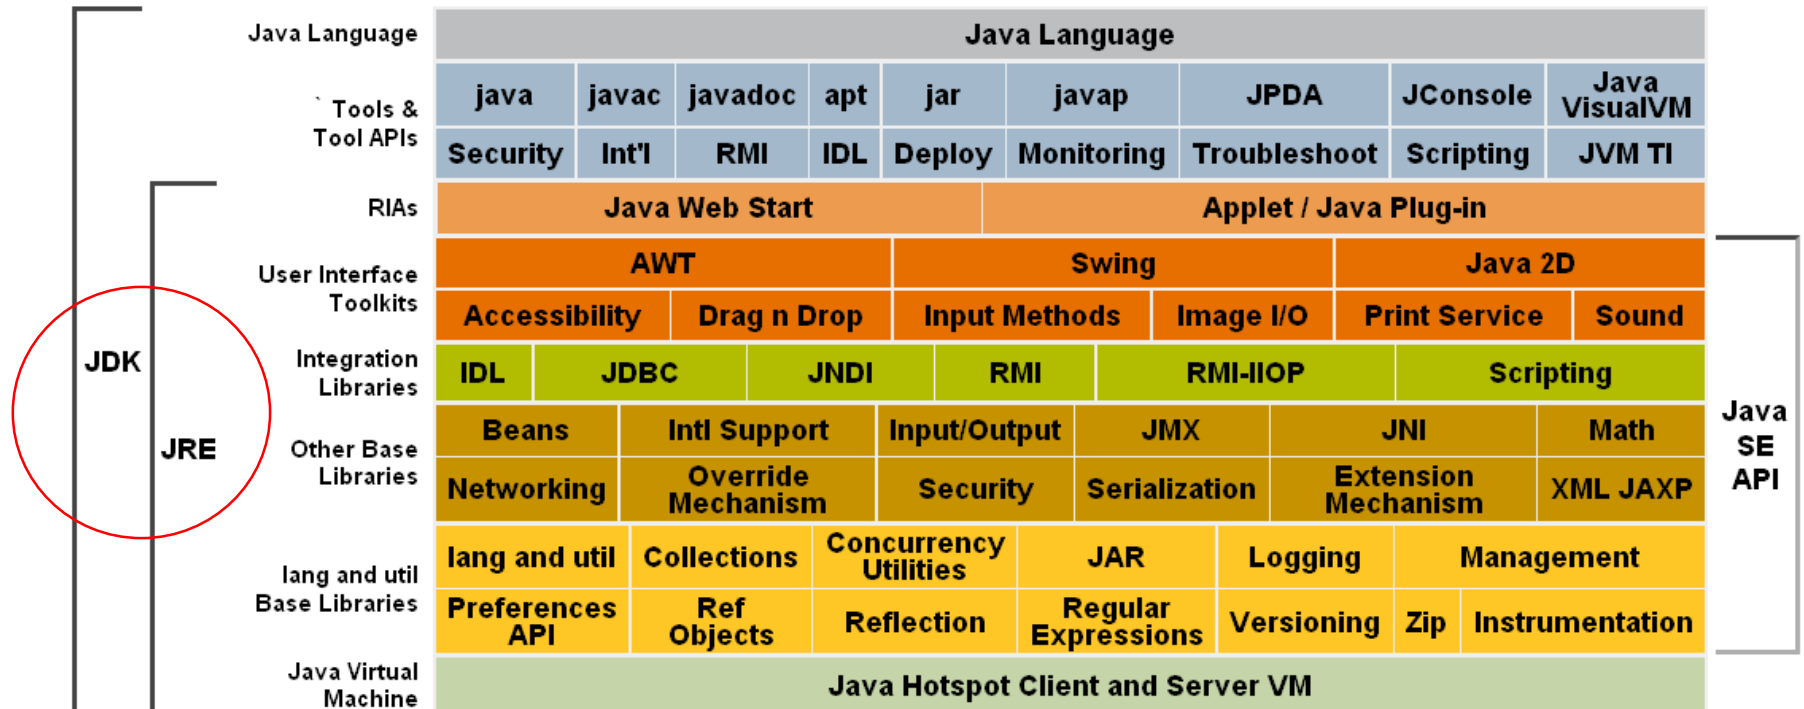 Java Language
Java Language
` Tools &
Tool APIs
java javac javadoc apt jar javap JPDA JConsole Java
VisualVM
Security Int'l RMI IDL Deploy Monitoring Troubleshoot Scripting JVM TI
RIAs
Java Web Start Applet / Java Plug-in
User Interface
Toolkits
AWT Swing Java 2D
Accessibility Drag n Drop Input Methods Image I/O Print Service Sound
Integration
Libraries
IDL JDBC JNDI RMI RMI-IIOP Scripting
JDK
JRE
Other Base
Libraries
Beans Intl Support Input/Output JMX JNI Math
Networking Override
Mechanism Security Serialization Extension
Mechanism XML JAXP
Java
SE
API
lang and util
Base Libraries
lang and util Collections Concurrency
Utilities JAR Logging Management
Preferences
API Ref
Objects Reflection Regular
Expressions Versioning Zip Instrumentation
Java Virtual
Machine
Java Hotspot Client and Server VM